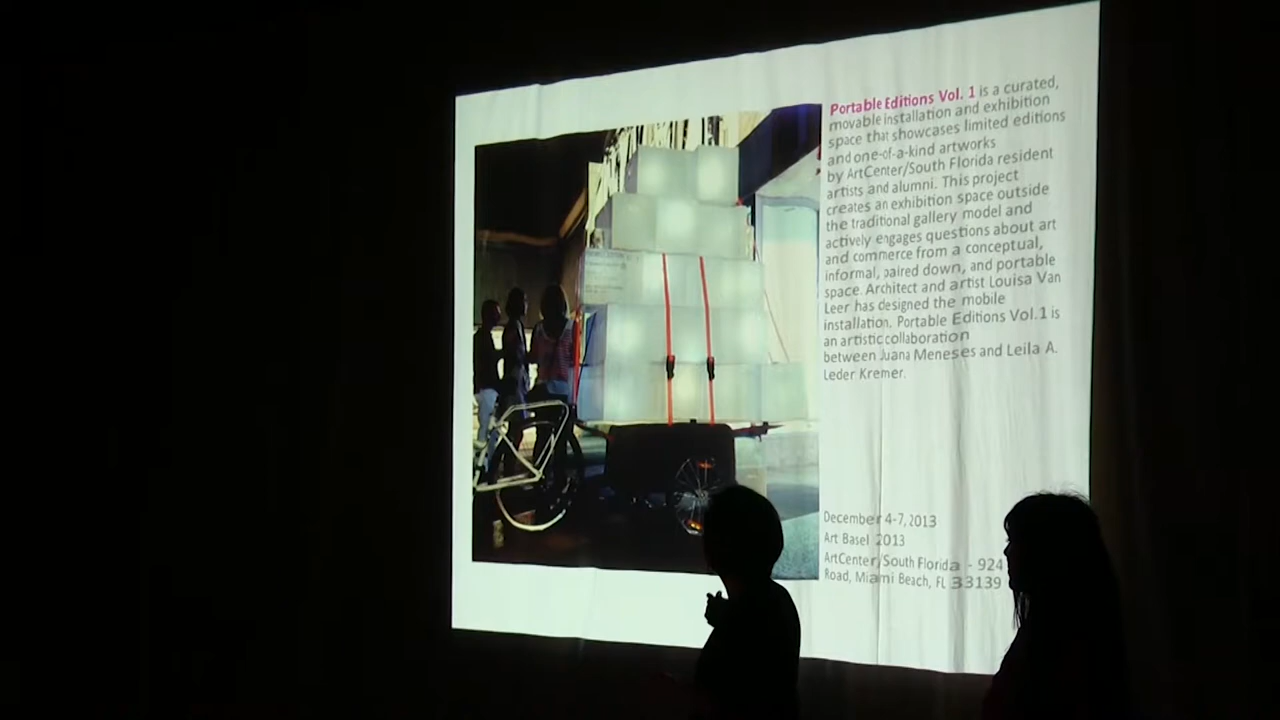 Portable Editions Vol. 1 is a curated,
movable installation and exhibition
space that showcases limited editions
and one-of-a-kind artworks
by ArtCenter/South Florida resident
artists and alumni. This project
creates an exhibition space outside
the traditional gallery model and
actively engages questions about art
and commerce from a conceptual,
informal, paired down, and portable
space. Architect and artist Louisa Van
Leer has designed the mobile
installation. Portable Editions Vol.1 is
an artistic collaboration
between Juana Meneses and Leila A.
Leder Kremer.
December 4-7, 2013
Art Basel 2013
ArtCenter/South Florida - 924
Road, Miami Beach, FL 33139